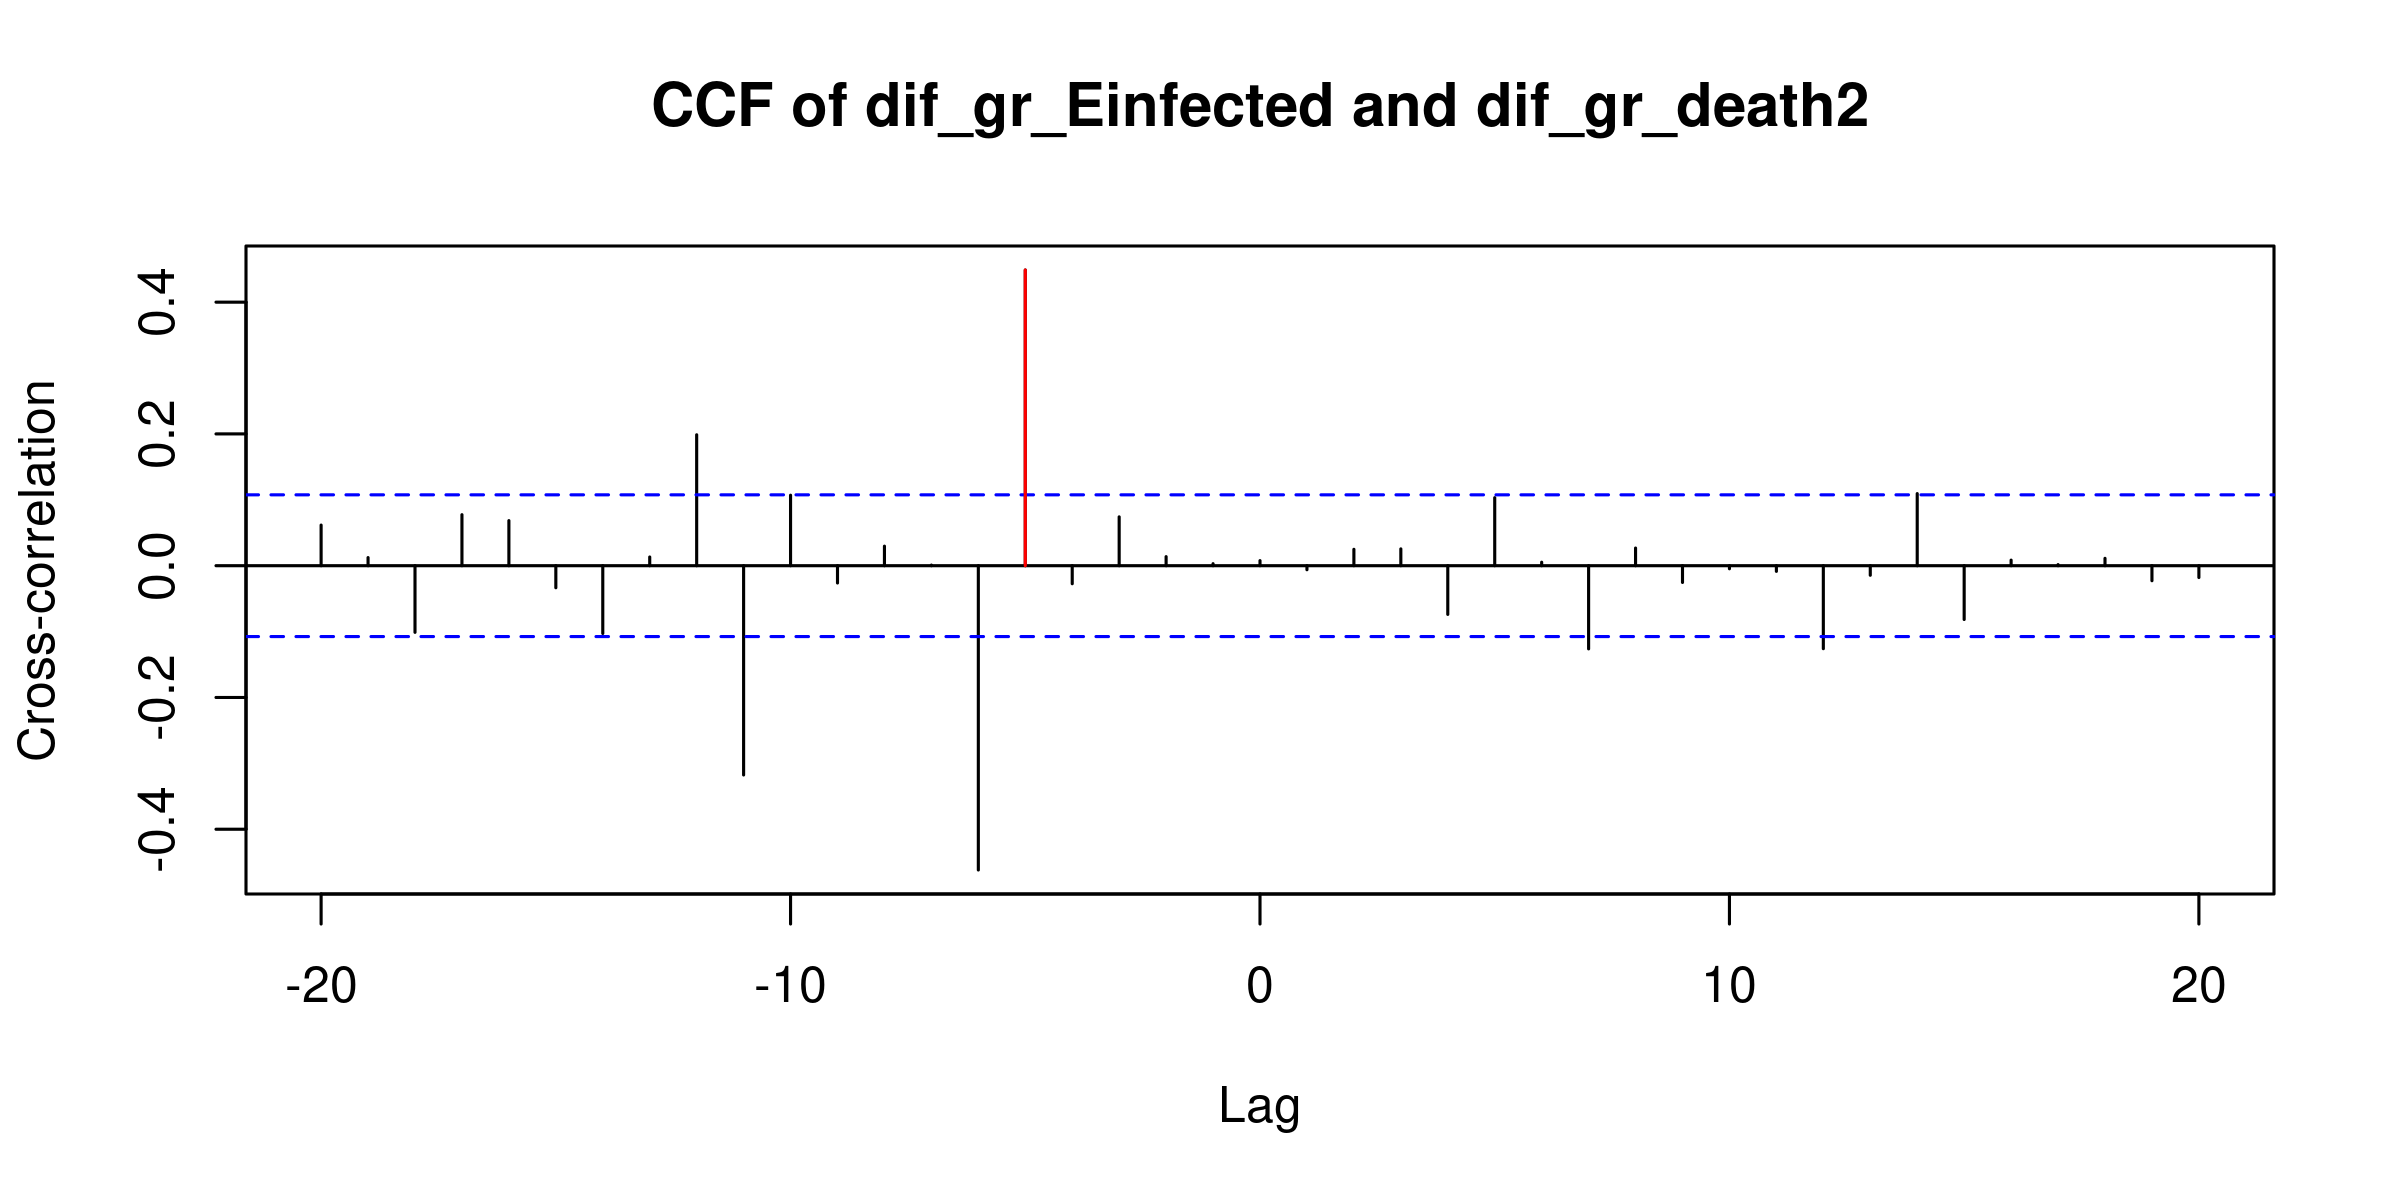 CCF of dif_gr_Einfected and dif_gr_death2
Cross-correlation
0.4
0.2
0.0
-0.2
-0.4
-20 -10 0 10 20
Lag